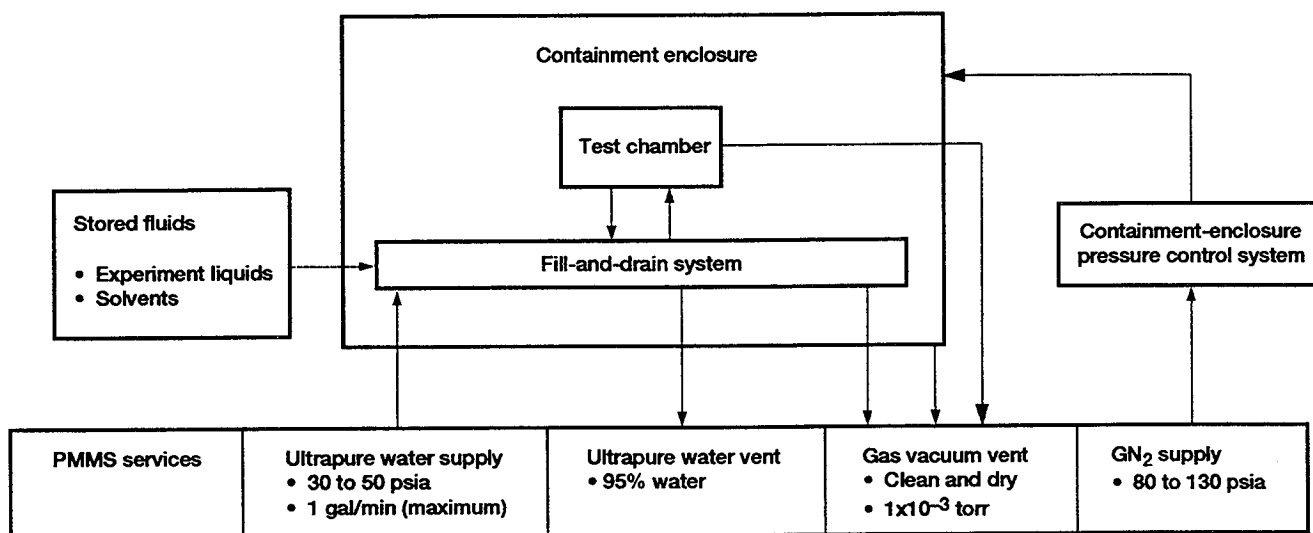 Containment enclosure
Test chamber
Stored fluids
• Experiment liquids
• Solvents
Fill-and-drain system
Containment-enclosure
pressure control system
PMMS services
Ultrapure water supply
• 30 to 50 psia
• 1 gal/min (maximum)
Ultrapure water vent
• 95% water
Gas vacuum vent
• Clean and dry
• 1x10⁻³ torr
GN₂ supply
• 80 to 130 psia